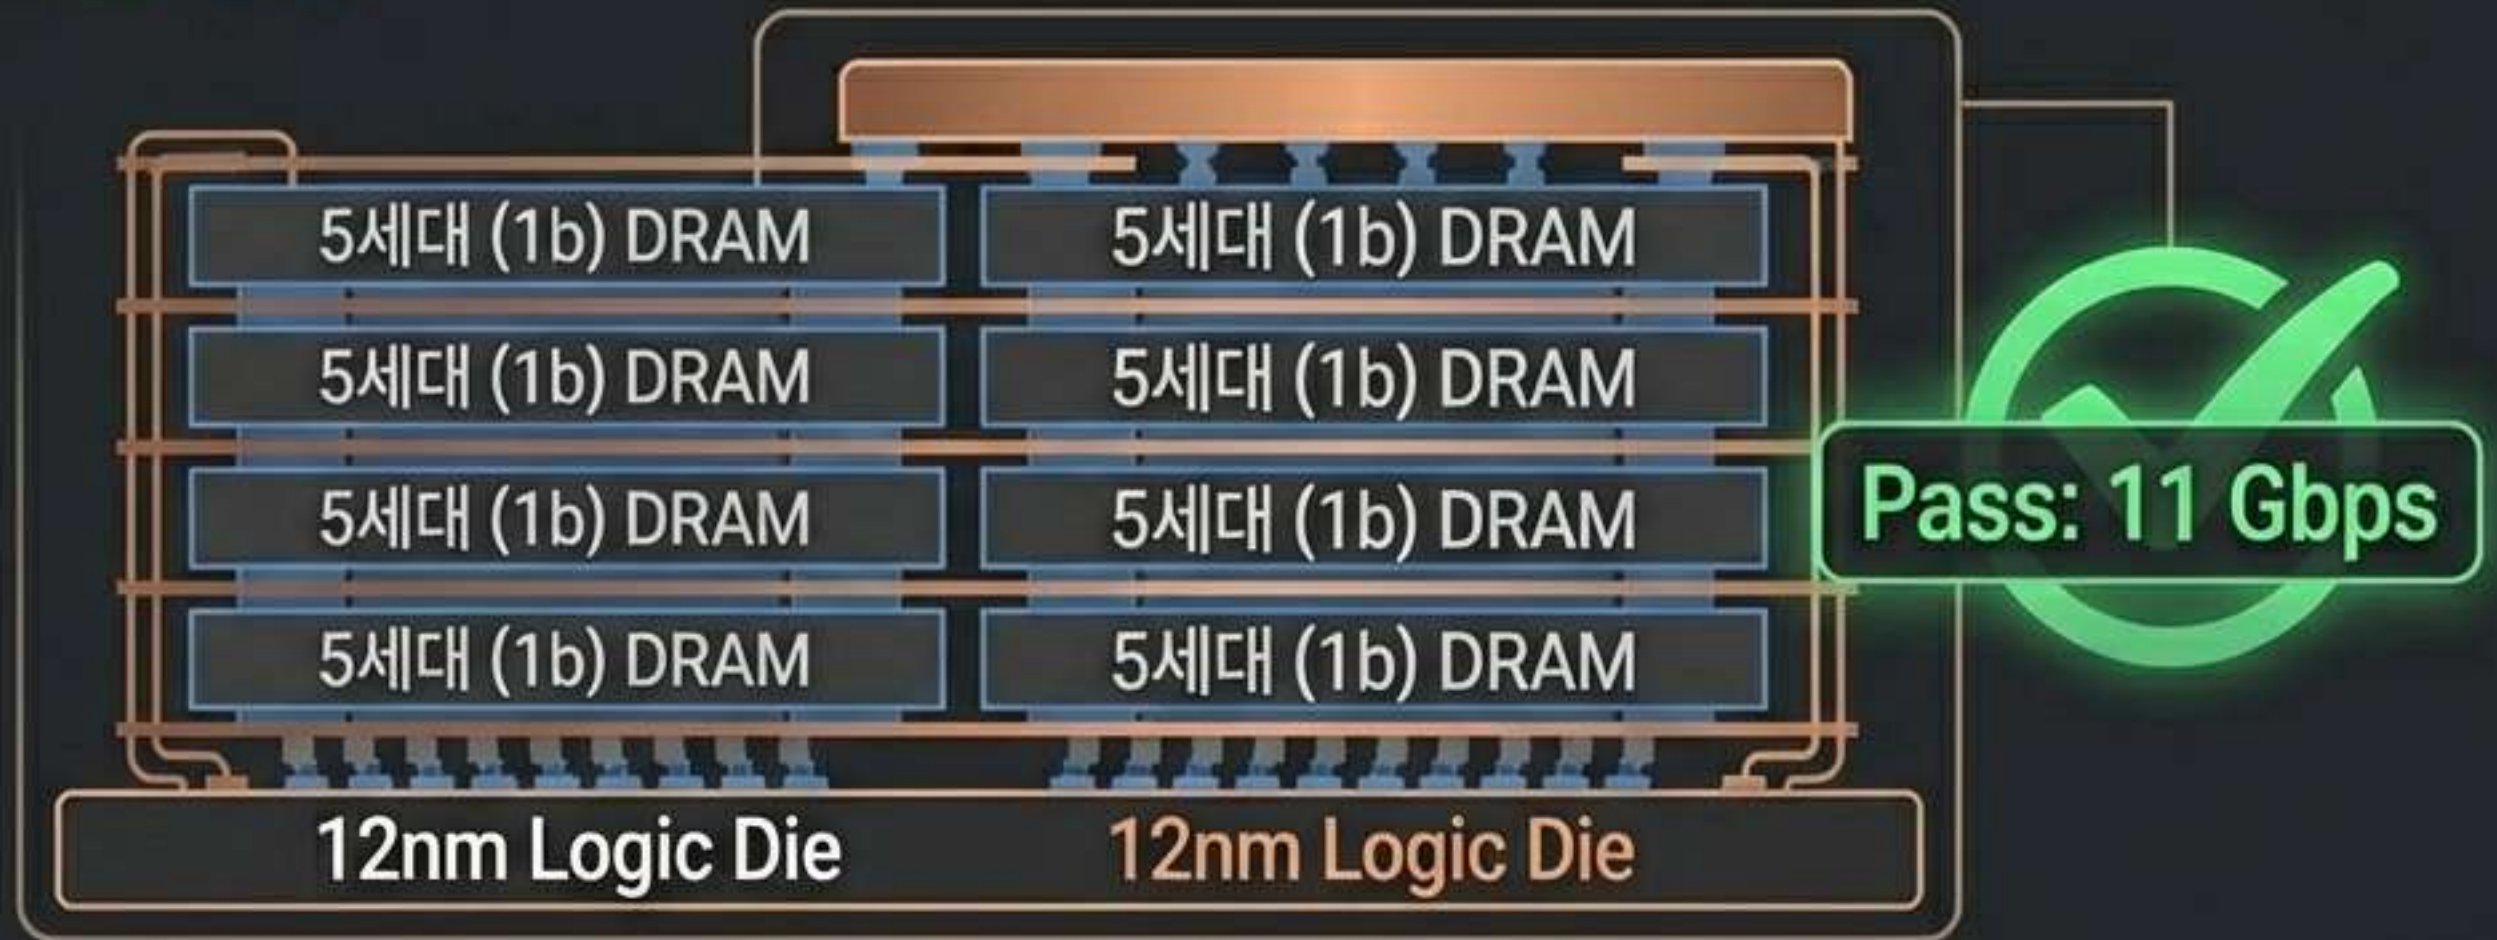 5세대 (1b) DRAM 5세대 (1b) DRAM
5세대 (1b) DRAM 5세대 (1b) DRAM
5세대 (1b) DRAM 5세대 (1b) DRAM
Pass: 11 Gbps
5세대 (1b) DRAM 5세대 (1b) DRAM
12nm Logic Die 12nm Logic Die